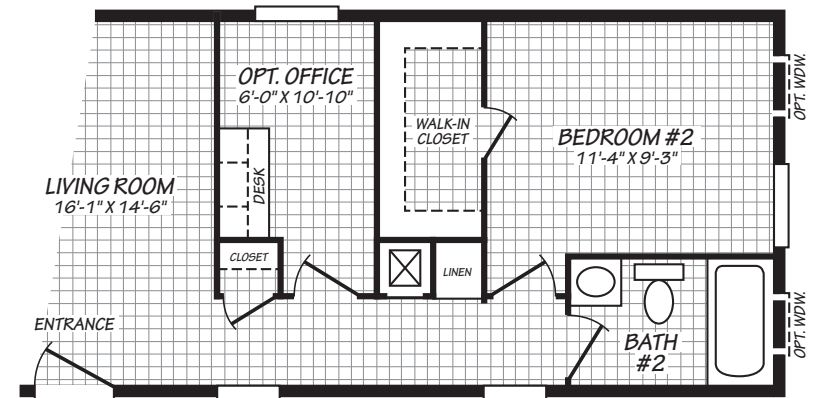 OPT. OFFICE
6'-0" X 10'-10"
WALK-IN
CLOSET
BEDROOM #2
11'-4" X 9'-3"
OPT. WDW.
LIVING ROOM
16'-1" X 14'-6"
DESK
CLOSET
LINEN
ENTRANCE
BATH
#2
OPT. WDW.